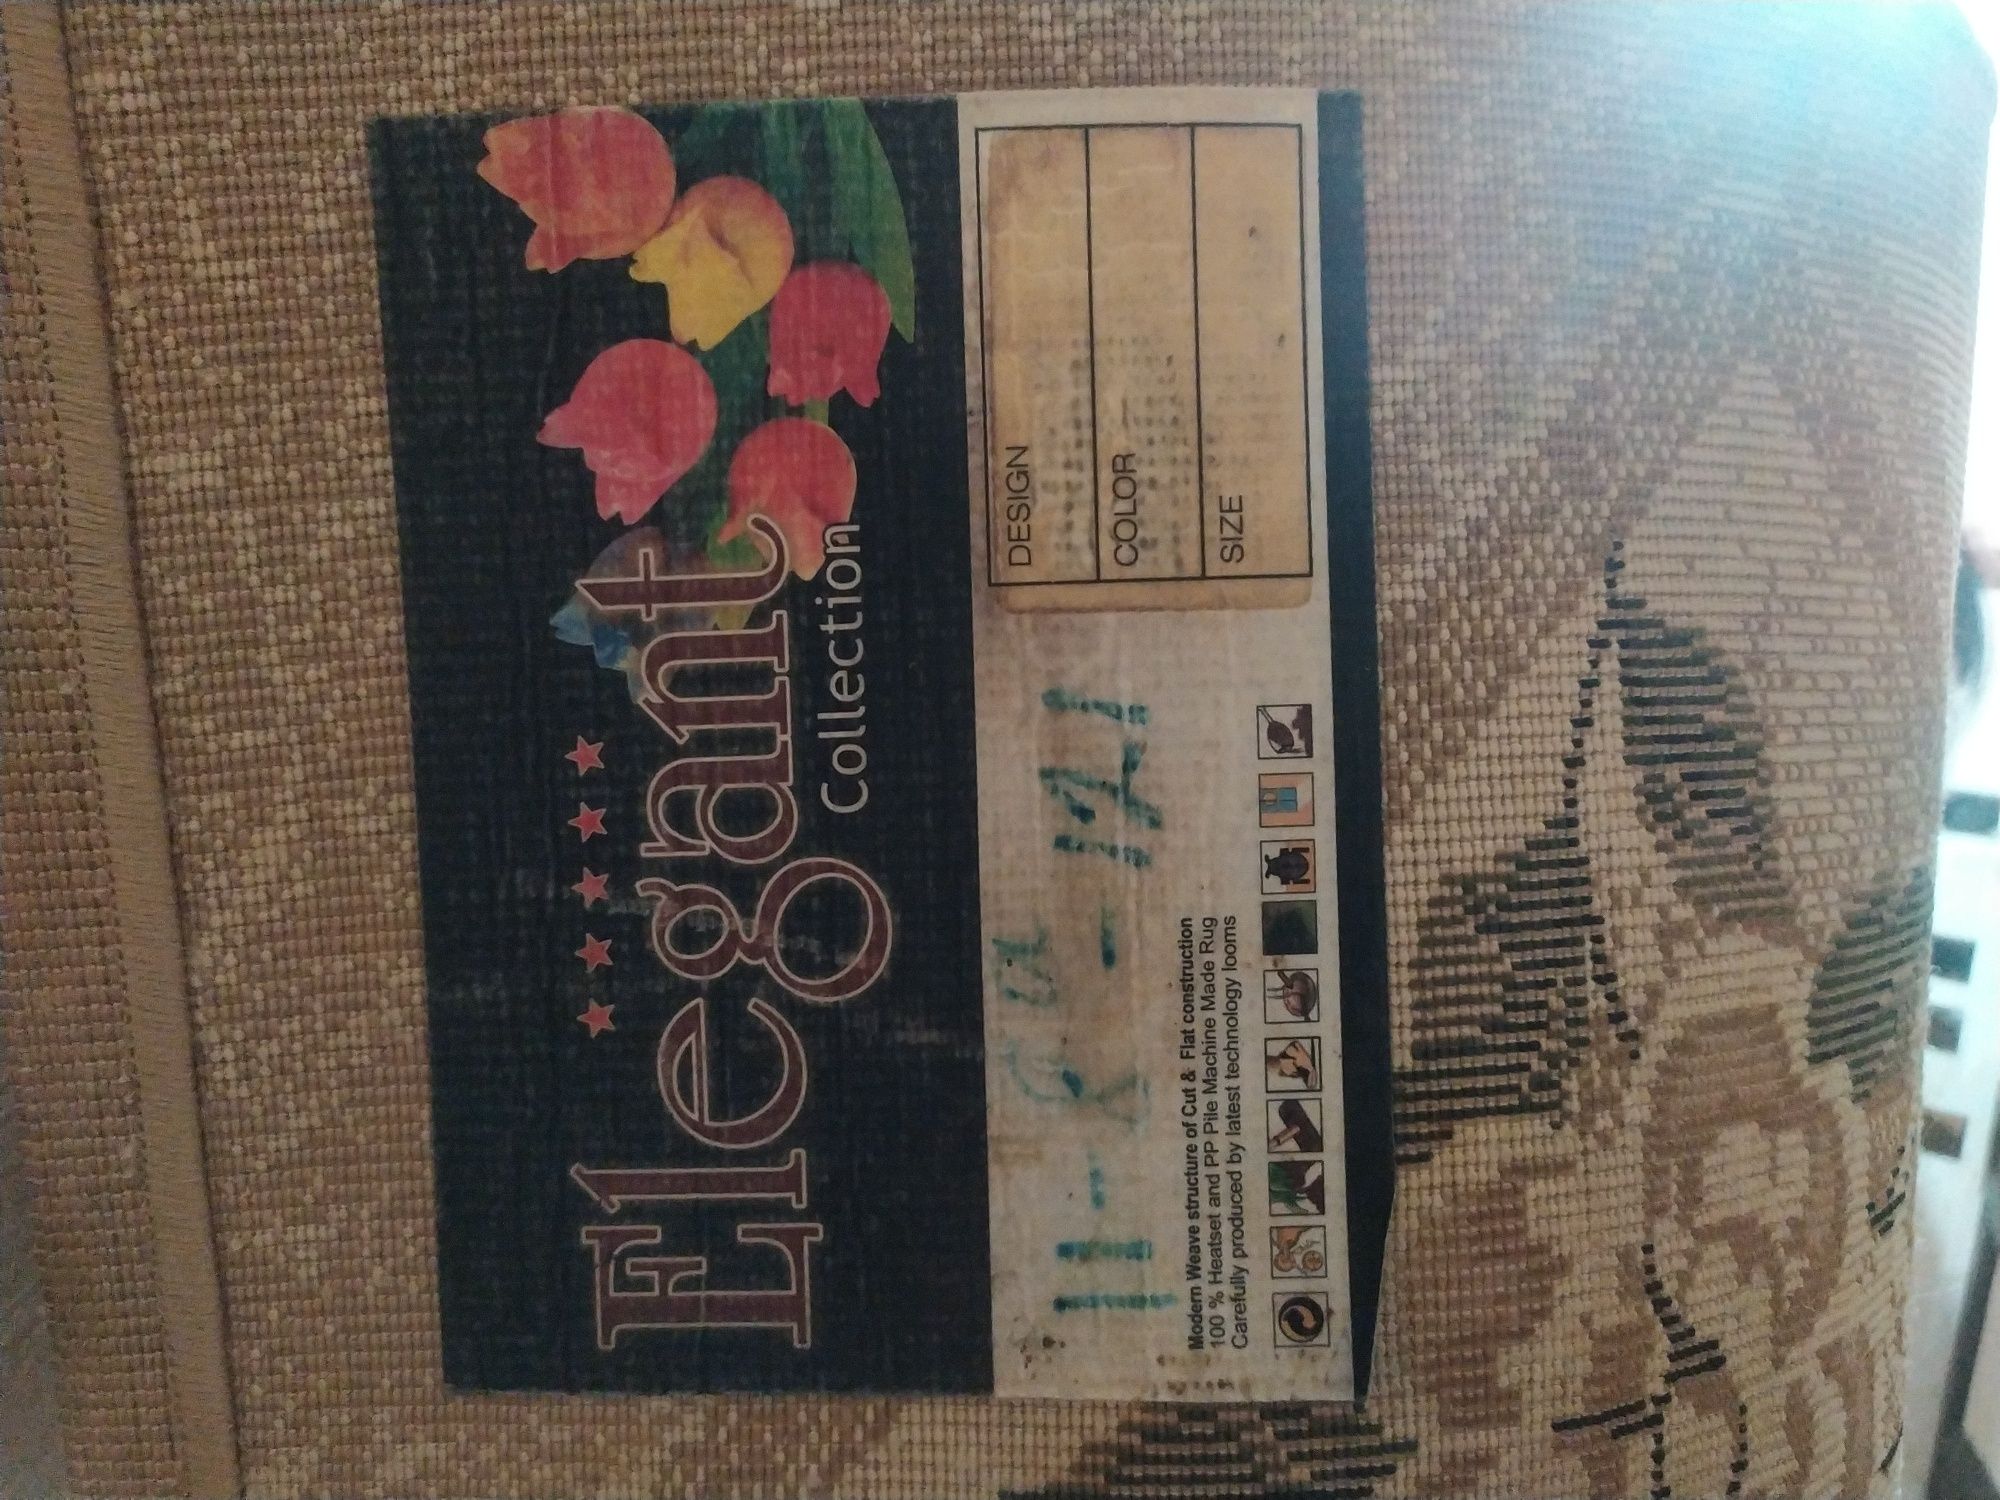 Elegant
Collection
DESIGN
COLOR
SIZE
Modern Weave structure of Cut & Flat construction
100 % Heatset and PP Pile Machine Made Rug
Carefully produced by latest technology looms